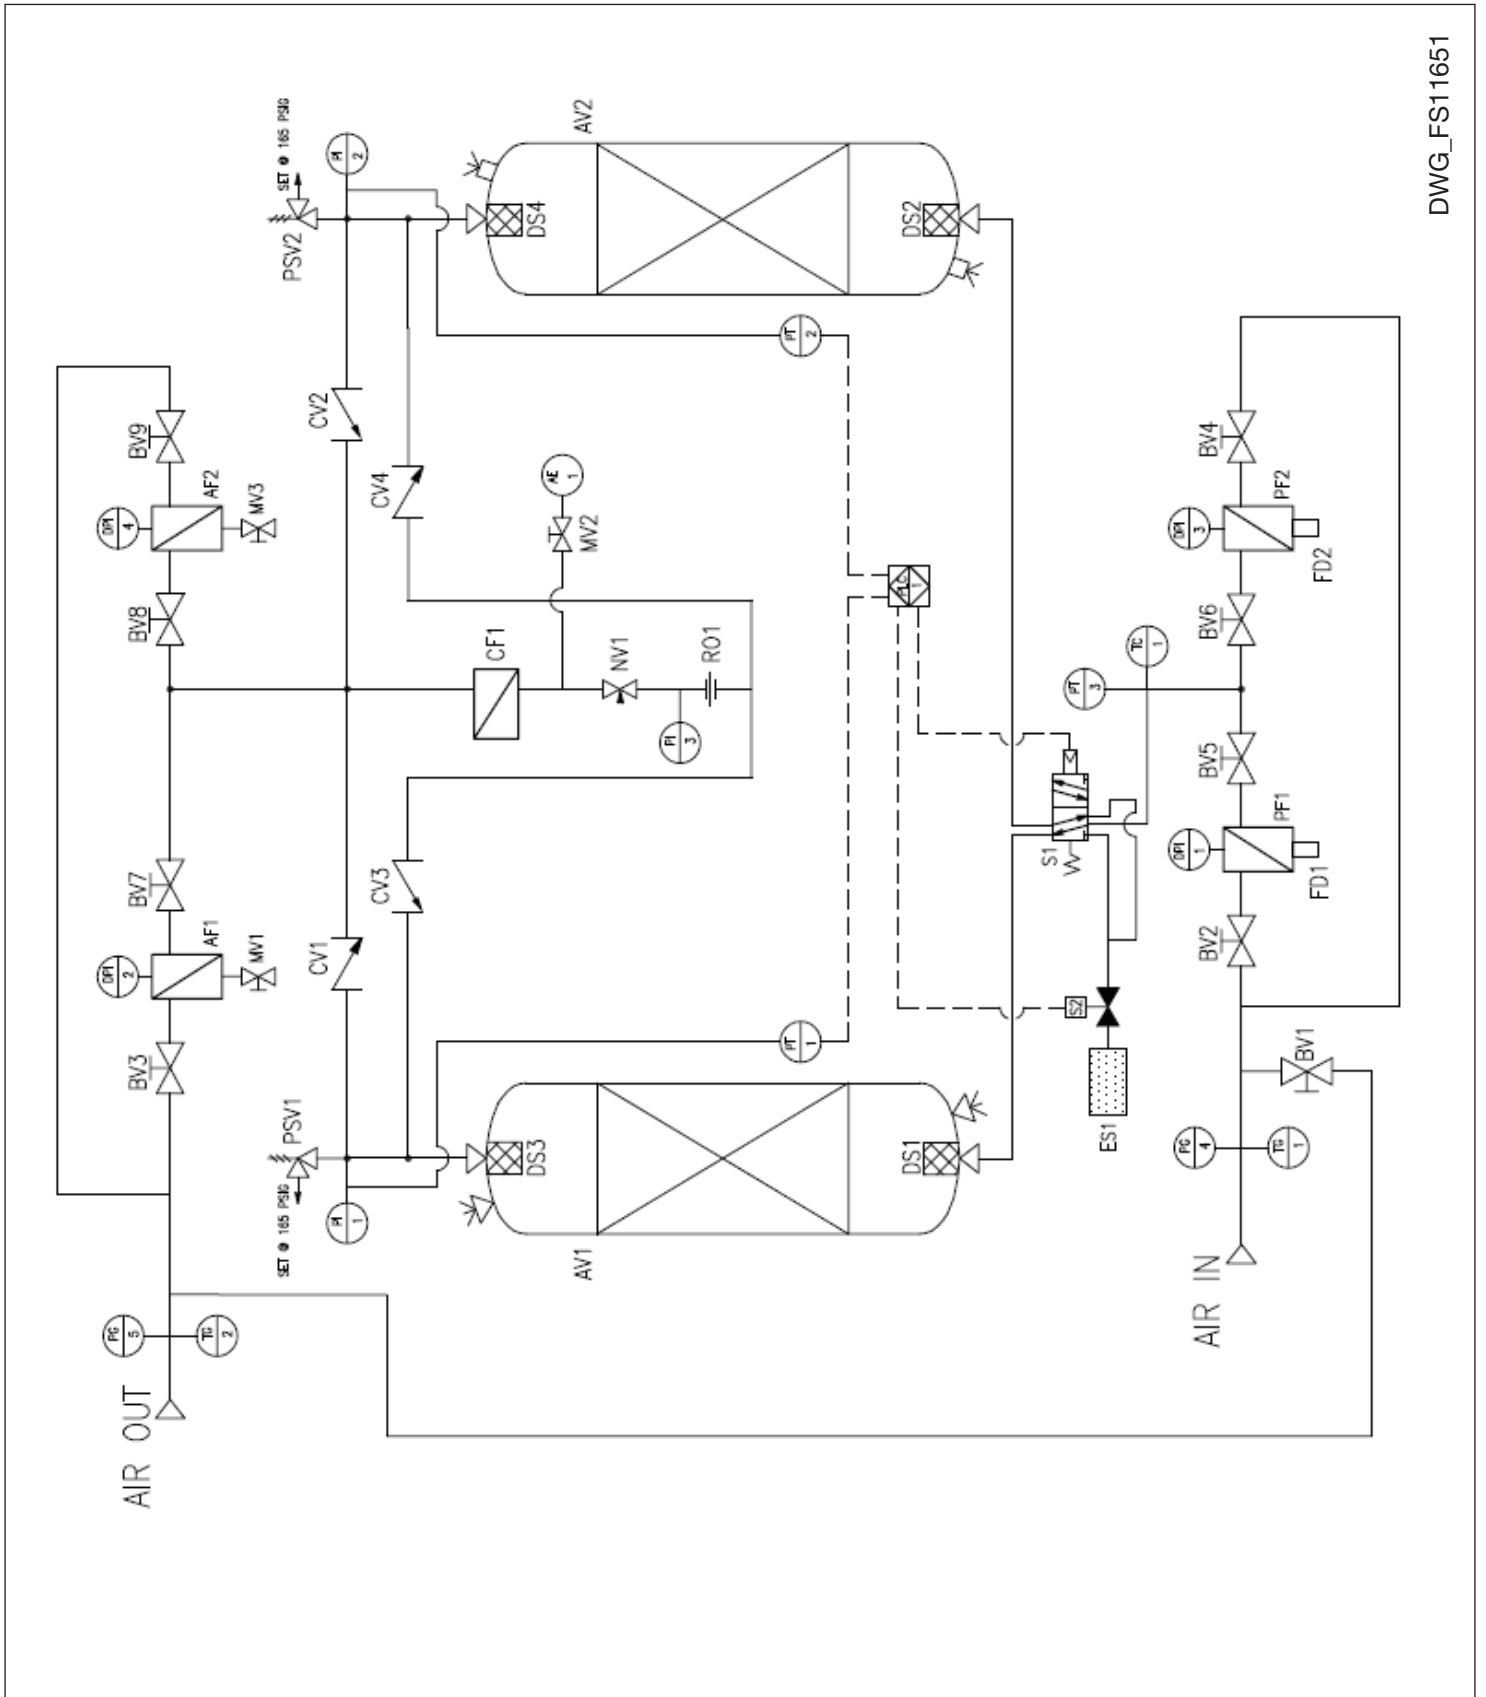 DWG_FS11651
SET @ 165 PSIG
PSV2
PI
2
AV2
DS4
DS2
BV9
AF2
DPI
4
MV3
BV8
CV2
CV4
AE
1
MV2
PT
2
CF1
NV1
RO1
PI
3
PLC
1
BV4
PF2
DPI
3
FD2
BV6
TC
1
PT
3
BV5
PF1
DPI
1
FD1
BV2
S1
S2
ES1
BV7
AF1
DPI
2
MV1
BV3
CV1
CV3
PT
1
PSV1
SET @ 165 PSIG
PI
1
AV1
DS3
DS1
BV1
PG
4
TG
1
AIR IN
PG
5
TG
2
AIR OUT